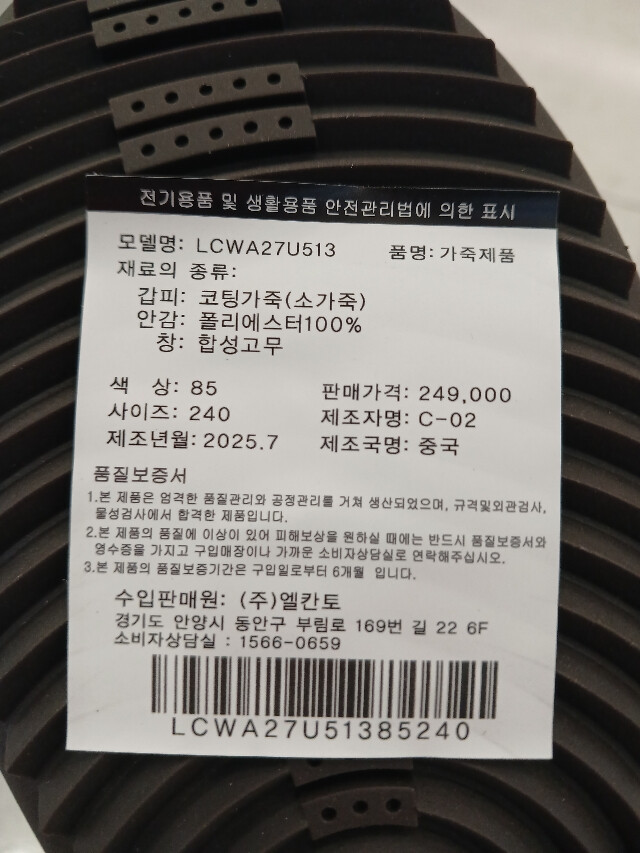 전기용품 및 생활용품 안전관리법에 의한 표시
모델명: LCWA27U513 품명: 가죽제품
재료의 종류:
갑피: 코팅가죽(소가죽)
안감: 폴리에스터100%
창: 합성고무
색 상: 85 판매가격: 249,000
사이즈: 240 제조자명: C-02
제조년월: 2025.7 제조국명: 중국
품질보증서
1.본 제품은 엄격한 품질관리와 공정관리를 거쳐 생산되었으며, 규격및외관검사,
물성검사에서 합격한 제품입니다.
2.본 제품의 품질에 이상이 있어 피해보상을 원하실 때에는 반드시 품질보증서와
영수증을 가지고 구입매장이나 가까운 소비자상담실로 연락해주십시오.
3.본 제품의 품질보증기간은 구입일로부터 6개월 입니다.
수입판매원: (주)엘칸토
경기도 안양시 동안구 부림로 169번 길 22 6F
소비자상담실 : 1566-0659
LCWA27U51385240